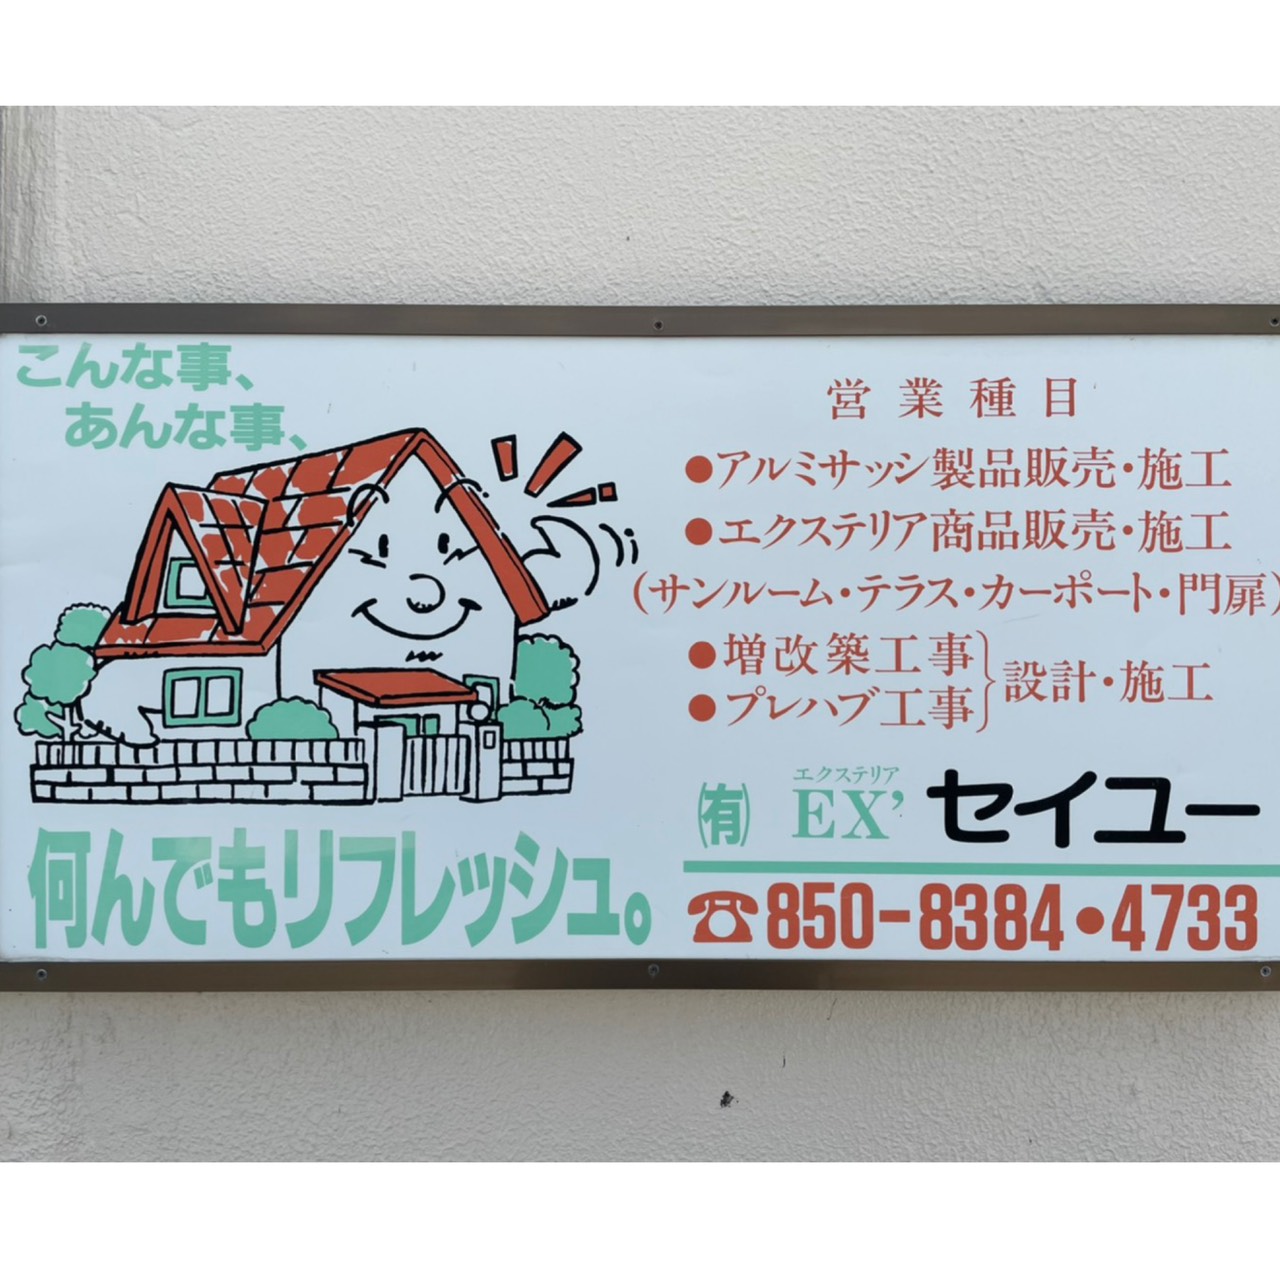 こんな事、
あんな事、
何んでもリフレッシュ。
営業種目
●アルミサッシ製品販売・施工
●エクステリア商品販売・施工
(サンルーム・テラス・カーポート・門扉)
●増改築工事
●プレハブ工事
}設計・施工
エクステリア
㈲ EX' セイユー
☎850-8384•4733